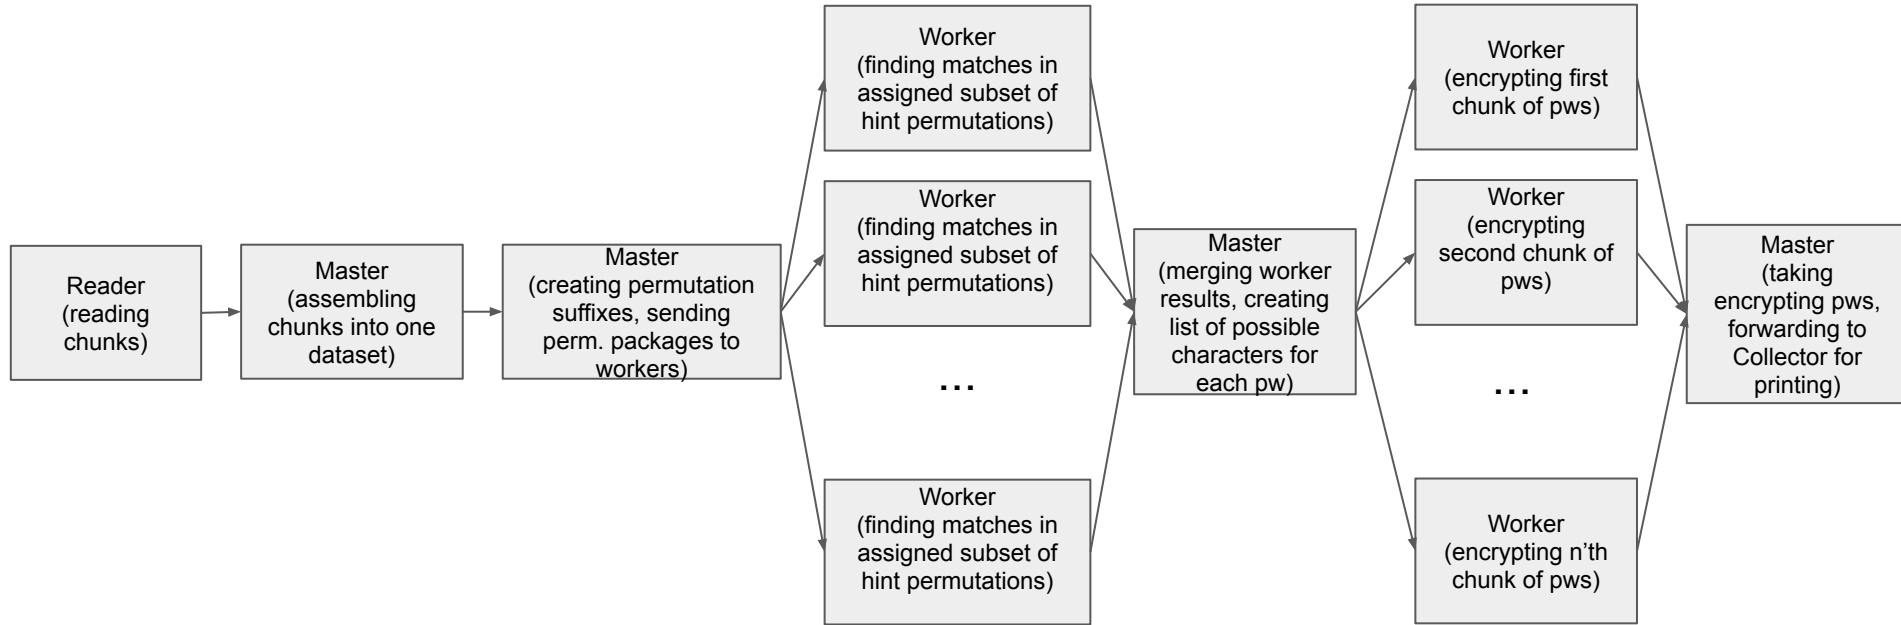 Reader
(reading
chunks)
Master
(assembling
chunks into one
dataset)
Master
(creating permutation
suffixes, sending
perm. packages to
workers)
Worker
(finding matches in
assigned subset of
hint permutations)
Worker
(finding matches in
assigned subset of
hint permutations)
...
Worker
(finding matches in
assigned subset of
hint permutations)
Master
(merging worker
results, creating
list of possible
characters for
each pw)
Worker
(encrypting first
chunk of pws)
Worker
(encrypting
second chunk of
pws)
...
Worker
(encrypting n’th
chunk of pws)
Master
(taking
encrypting pws,
forwarding to
Collector for
printing)